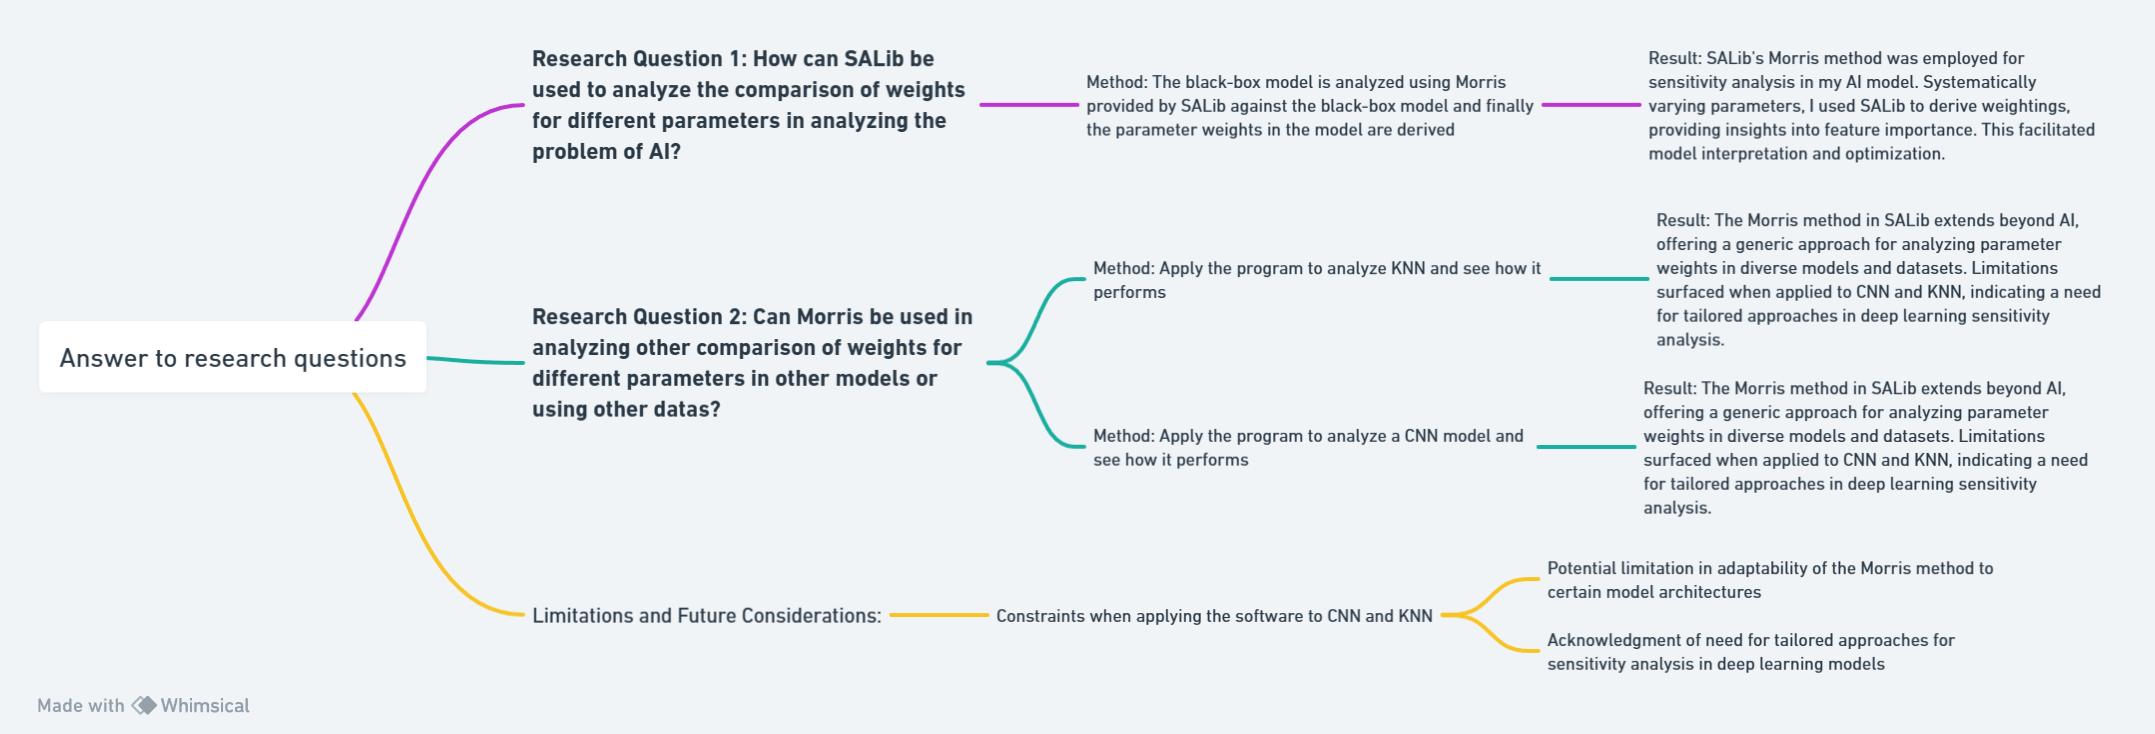 Research Question 1: How can SALib be
used to analyze the comparison of weights
for different parameters in analyzing the
problem of AI?
Method: The black-box model is analyzed using Morris
provided by SALib against the black-box model and finally
the parameter weights in the model are derived
Result: SALib's Morris method was employed for
sensitivity analysis in my AI model. Systematically
varying parameters, I used SALib to derive weightings,
providing insights into feature importance. This facilitated
model interpretation and optimization.
Answer to research questions
Research Question 2: Can Morris be used in
analyzing other comparison of weights for
different parameters in other models or
using other datas?
Method: Apply the program to analyze KNN and see how it
performs
Result: The Morris method in SALib extends beyond AI,
offering a generic approach for analyzing parameter
weights in diverse models and datasets. Limitations
surfaced when applied to CNN and KNN, indicating a need
for tailored approaches in deep learning sensitivity
analysis.
Method: Apply the program to analyze a CNN model and
see how it performs
Result: The Morris method in SALib extends beyond AI,
offering a generic approach for analyzing parameter
weights in diverse models and datasets. Limitations
surfaced when applied to CNN and KNN, indicating a need
for tailored approaches in deep learning sensitivity
analysis.
Limitations and Future Considerations:
Constraints when applying the software to CNN and KNN
Potential limitation in adaptability of the Morris method to
certain model architectures
Acknowledgment of need for tailored approaches for
sensitivity analysis in deep learning models
Made with Whimsical